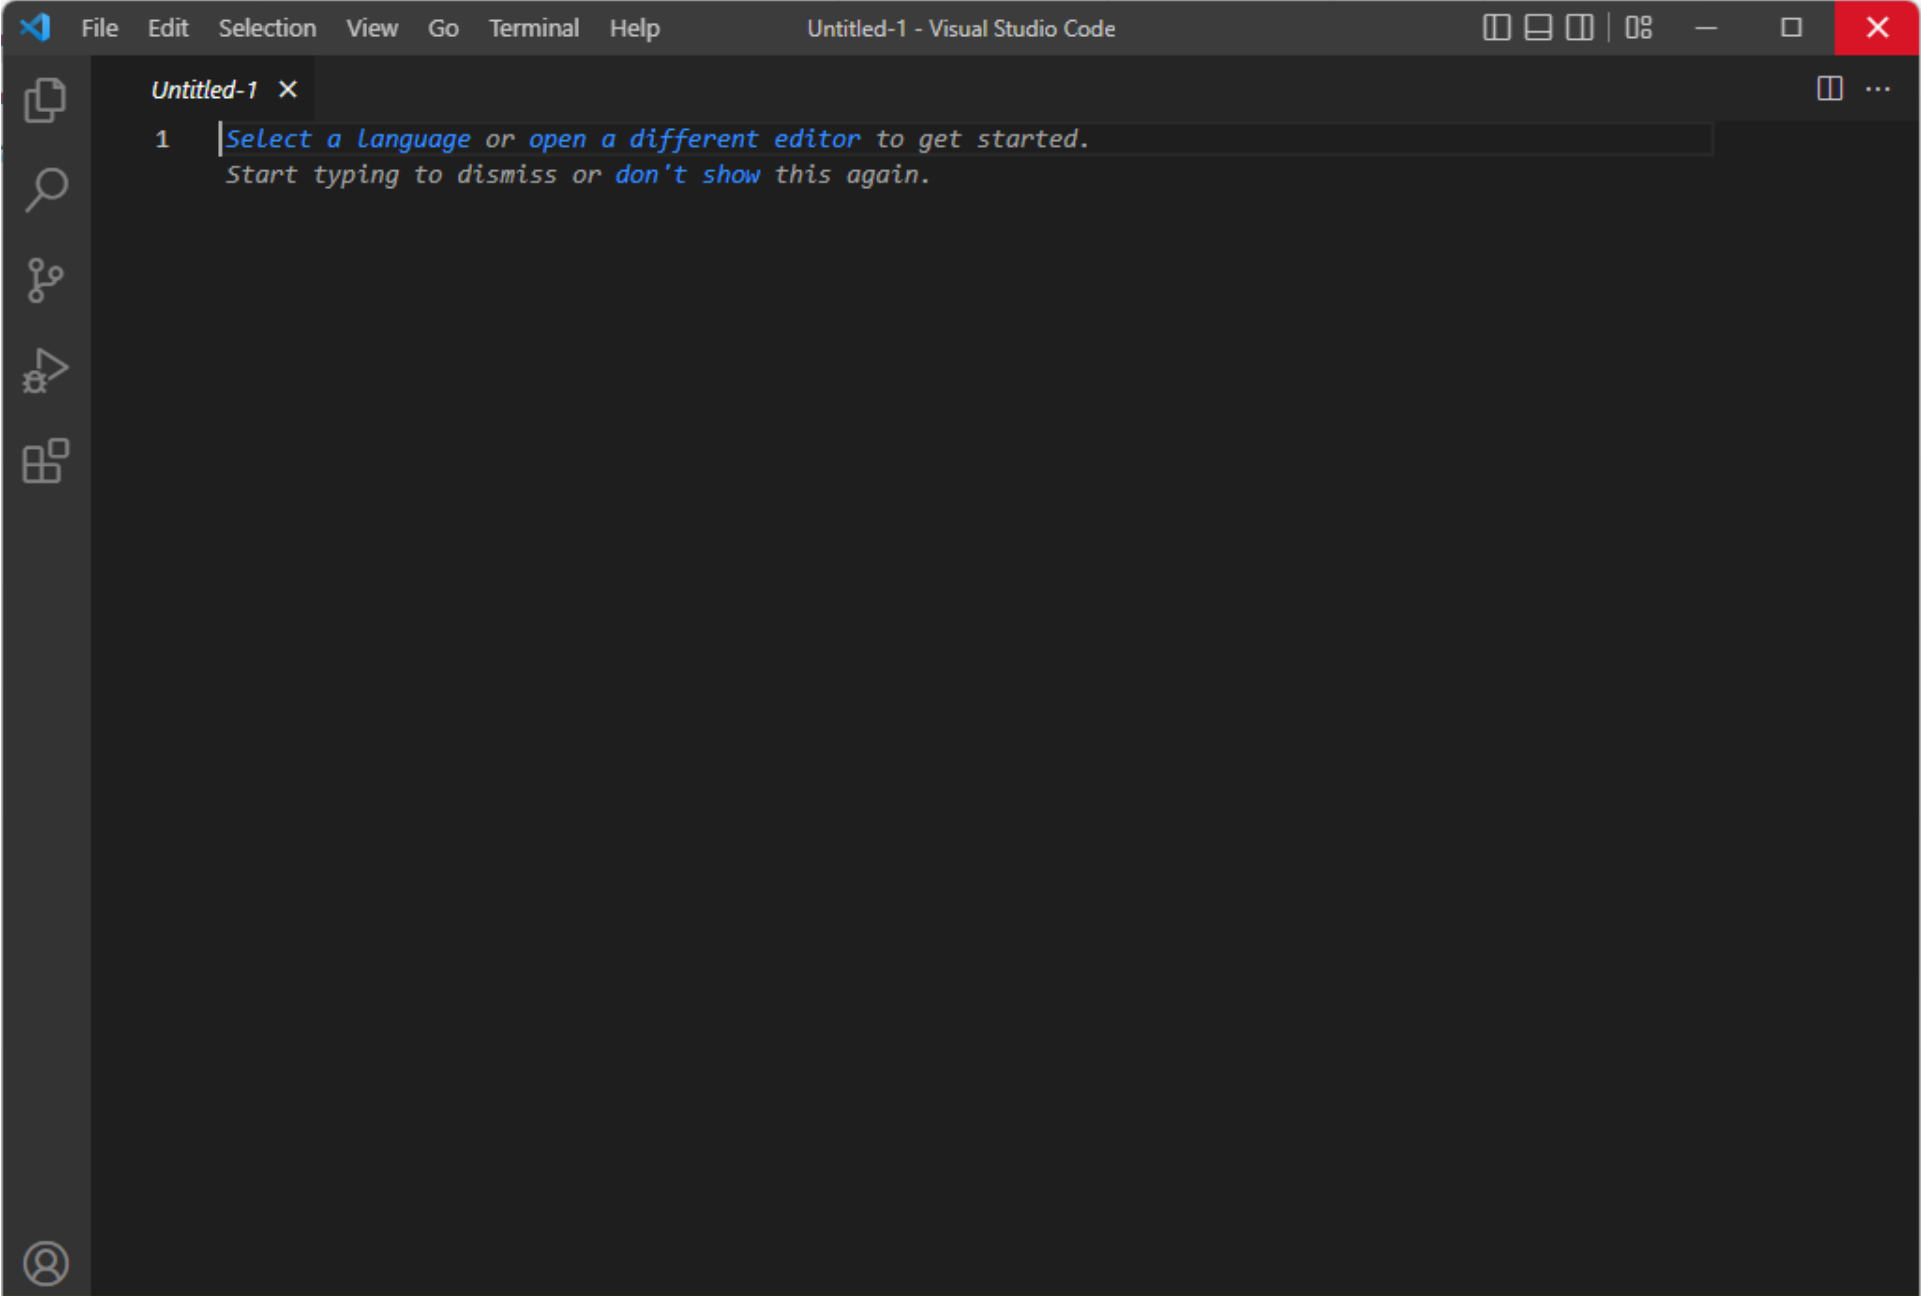 File Edit Selection View Go Terminal Help Untitled-1 - Visual Studio Code
Untitled-1
1 Select a language or open a different editor to get started.
Start typing to dismiss or don't show this again.